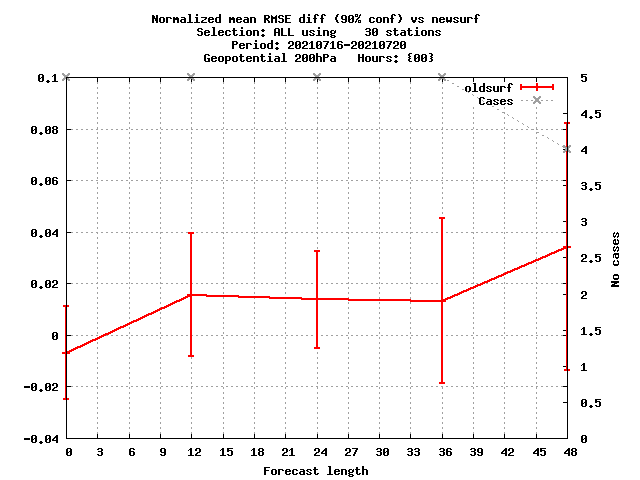 Normalized mean RMSE diff (90% conf) vs newsurf
Selection: ALL using    30 stations
Period: 20210716-20210720
Geopotential 200hPa   Hours: {00}
oldsurf
Cases
0.1
0.08
0.06
0.04
0.02
0
-0.02
-0.04
5
4.5
4
3.5
3
2.5
2
1.5
1
0.5
0
No cases
0 3 6 9 12 15 18 21 24 27 30 33 36 39 42 45 48
Forecast length